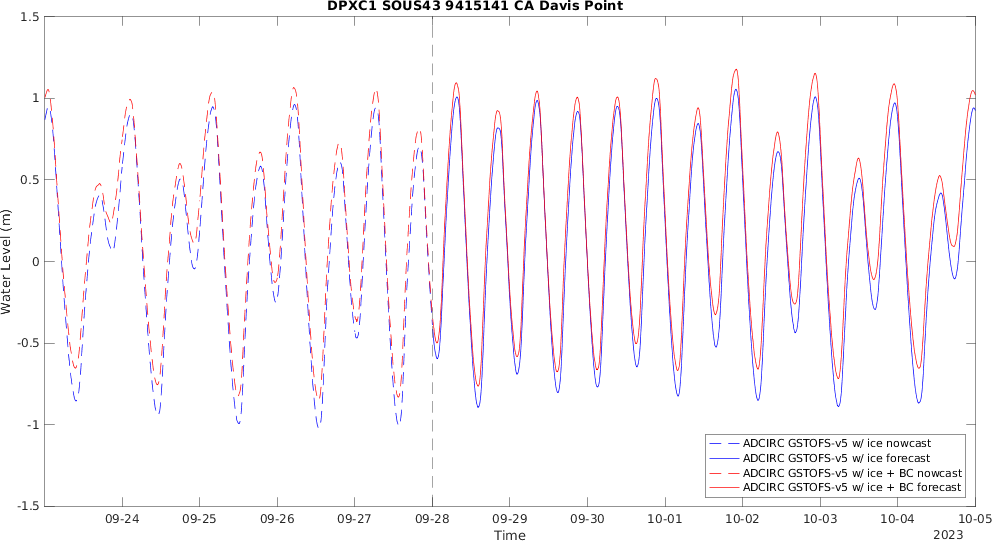 DPXC1 SOUS43 9415141 CA Davis Point
1.5
1
0.5
0
-0.5
-1
-1.5
Water Level (m)
09-24
09-25
09-26
09-27
09-28
09-29
09-30
10-01
10-02
10-03
10-04
10-05
Time
2023
ADCIRC GSTOFS-v5 w/ ice nowcast
ADCIRC GSTOFS-v5 w/ ice forecast
ADCIRC GSTOFS-v5 w/ ice + BC nowcast
ADCIRC GSTOFS-v5 w/ ice + BC forecast